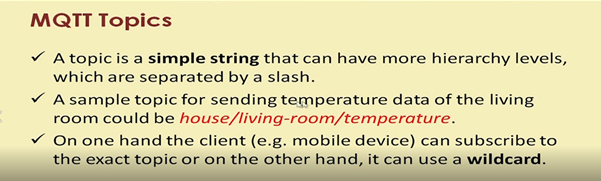 MQTT Topics
✓ A topic is a simple string that can have more hierarchy levels,
which are separated by a slash.
✓ A sample topic for sending temperature data of the living
room could be house/living-room/temperature.
✓ On one hand the client (e.g. mobile device) can subscribe to
the exact topic or on the other hand, it can use a wildcard.